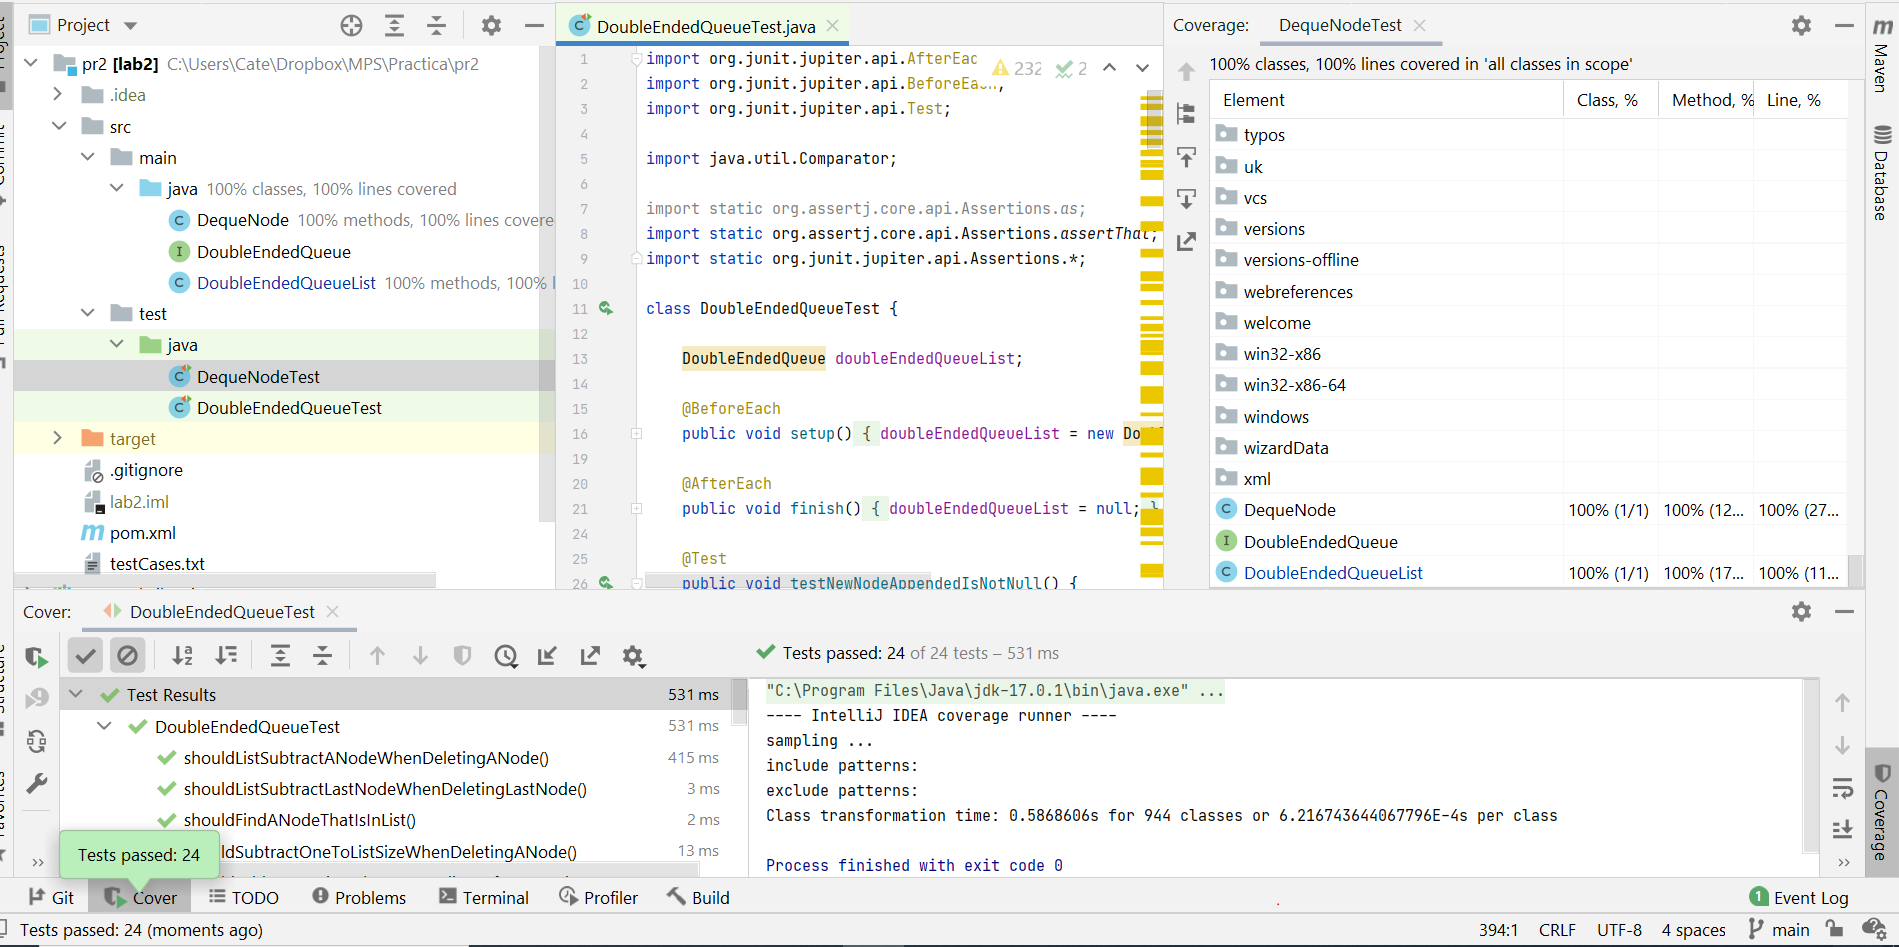 Project
pr2 [lab2] C:\Users\Cate\Dropbox\MPS\Practica\pr2
.idea
src
main
java 100% classes, 100% lines covered
DequeNode 100% methods, 100% lines covere
DoubleEndedQueue
DoubleEndedQueueList 100% methods, 100% l
test
java
DequeNodeTest
DoubleEndedQueueTest
target
.gitignore
lab2.iml
pom.xml
testCases.txt
DoubleEndedQueueTest.java
232 2
1 import org.junit.jupiter.api.AfterEac
2 import org.junit.jupiter.api.BeforeEach;
3 import org.junit.jupiter.api.Test;
4
5 import java.util.Comparator;
6
7 import static org.assertj.core.api.Assertions.as;
8 import static org.assertj.core.api.Assertions.assertThat;
9 import static org.junit.jupiter.api.Assertions.*;
10
11 class DoubleEndedQueueTest {
12
13 DoubleEndedQueue doubleEndedQueueList;
14
15 @BeforeEach
16 public void setup() { doubleEndedQueueList = new Do
19
20 @AfterEach
21 public void finish() { doubleEndedQueueList = null; }
24
25 @Test
26 public void testNewNodeAppendedIsNotNull() {
Coverage: DequeNodeTest
100% classes, 100% lines covered in 'all classes in scope'
Element Class, % Method, % Line, %
typos
uk
vcs
versions
versions-offline
webreferences
welcome
win32-x86
win32-x86-64
windows
wizardData
xml
DequeNode 100% (1/1) 100% (12... 100% (27...
DoubleEndedQueue
DoubleEndedQueueList 100% (1/1) 100% (17... 100% (11...
Maven
Database
Coverage
Cover: DoubleEndedQueueTest
Tests passed: 24 of 24 tests – 531 ms
Test Results 531 ms
DoubleEndedQueueTest 531 ms
shouldListSubtractANodeWhenDeletingANode() 415 ms
shouldListSubtractLastNodeWhenDeletingLastNode() 3 ms
shouldFindANodeThatIsInList() 2 ms
ldSubtractOneToListSizeWhenDeletingANode() 13 ms
"C:\Program Files\Java\jdk-17.0.1\bin\java.exe" ...
---- IntelliJ IDEA coverage runner ----
sampling ...
include patterns:
exclude patterns:
Class transformation time: 0.5868606s for 944 classes or 6.216743644067796E-4s per class
Process finished with exit code 0
Tests passed: 24
Git Cover TODO Problems Terminal Profiler Build 1 Event Log
Tests passed: 24 (moments ago) 394:1 CRLF UTF-8 4 spaces main